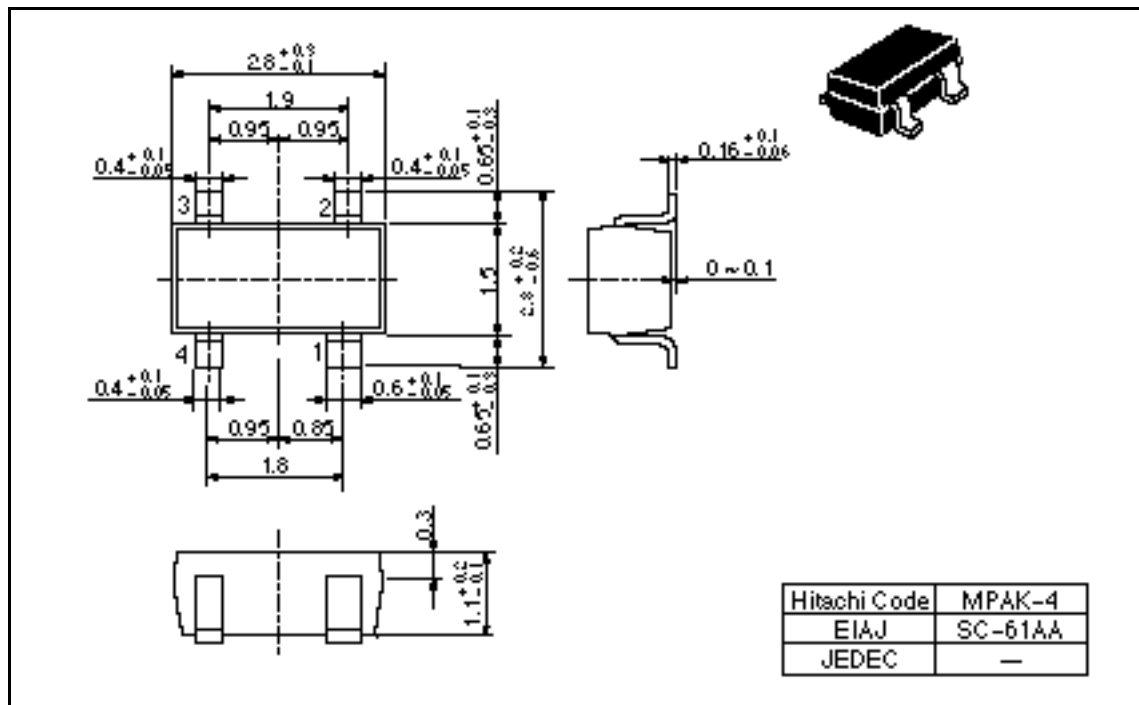 2.8 +0.3 −0.1
1.9
0.95 0.95
0.4 +0.1 −0.05
0.4 +0.1 −0.05
0.65 +0.1 −0.3
0.16 +0.1 −0.06
3 2
1.5
2.8 +0.2 −0.6
0 ~ 0.1
4 1
0.4 +0.1 −0.05
0.6 +0.1 −0.05
0.65 +0.1 −0.3
0.95 0.85
1.8
0.3
1.1 +0.2 −0.1
Hitachi Code MPAK-4
EIAJ SC-61AA
JEDEC —